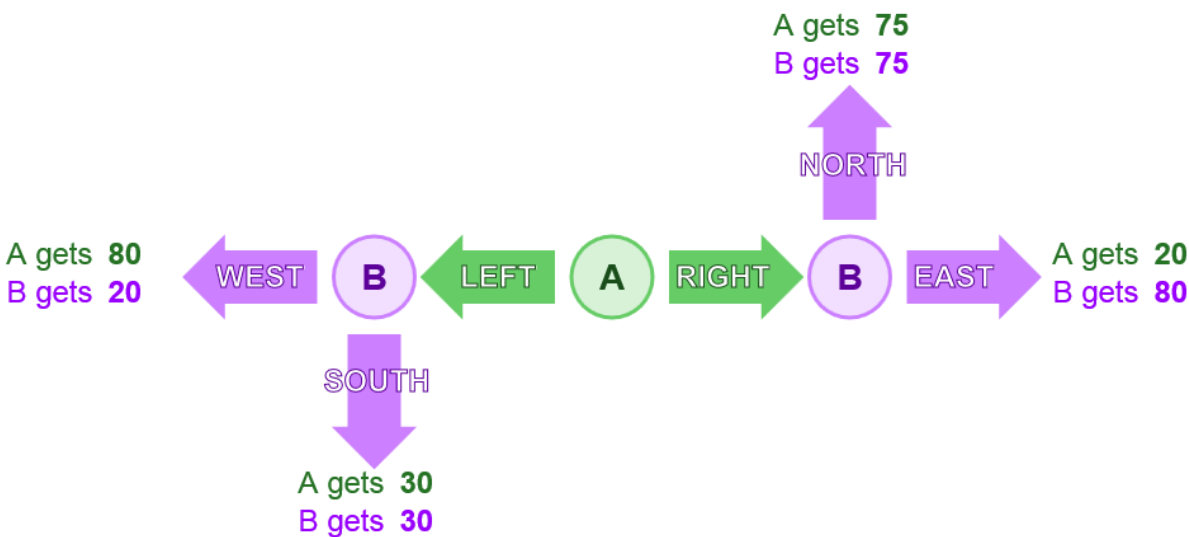 A gets 75
B gets 75
NORTH
A gets 80
B gets 20
WEST
B
LEFT
A
RIGHT
B
EAST
A gets 20
B gets 80
SOUTH
A gets 30
B gets 30